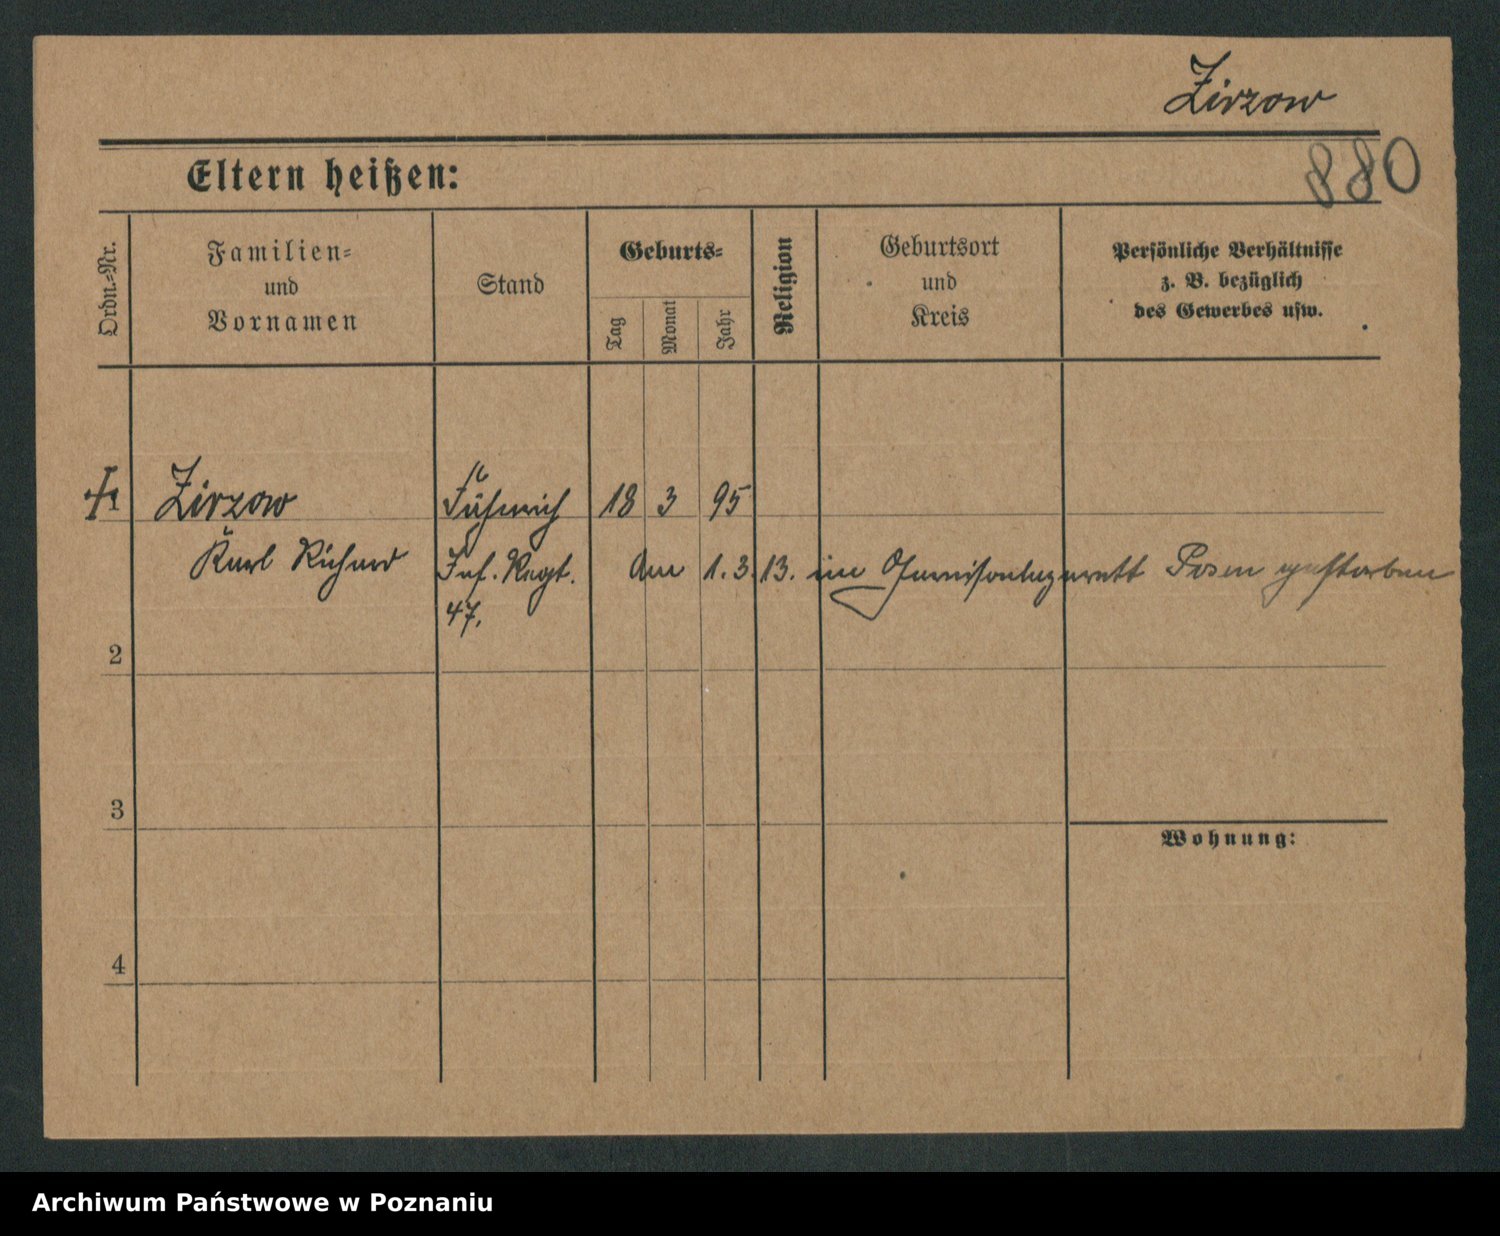 Zirzow
880
Eltern heißen:
Ordn.-Nr.
Familien-
und
Vornamen
Stand
Geburts-
Tag
Monat
Jahr
Religion
Geburtsort
und
Kreis
Persönliche Verhältnisse
z. B. bezüglich
des Gewerbes usw.
1 Zirzow Fähnrich 18 3 95
Karl Richard Inf. Regt. am 1. 3. 13. im Garnisonlazarett Posen gestorben
47.
2
3
Wohnung:
4
Archiwum Państwowe w Poznaniu